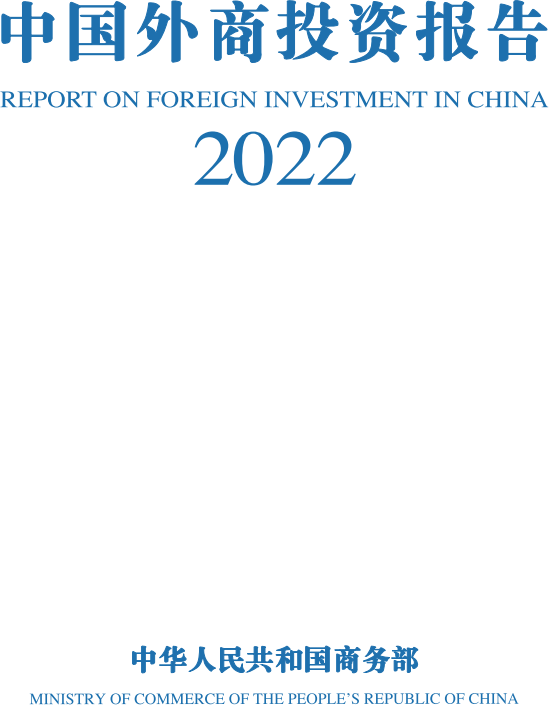 中国外商投资报告
REPORT ON FOREIGN INVESTMENT IN CHINA
2022
中华人民共和国商务部
MINISTRY OF COMMERCE OF THE PEOPLE’S REPUBLIC OF CHINA